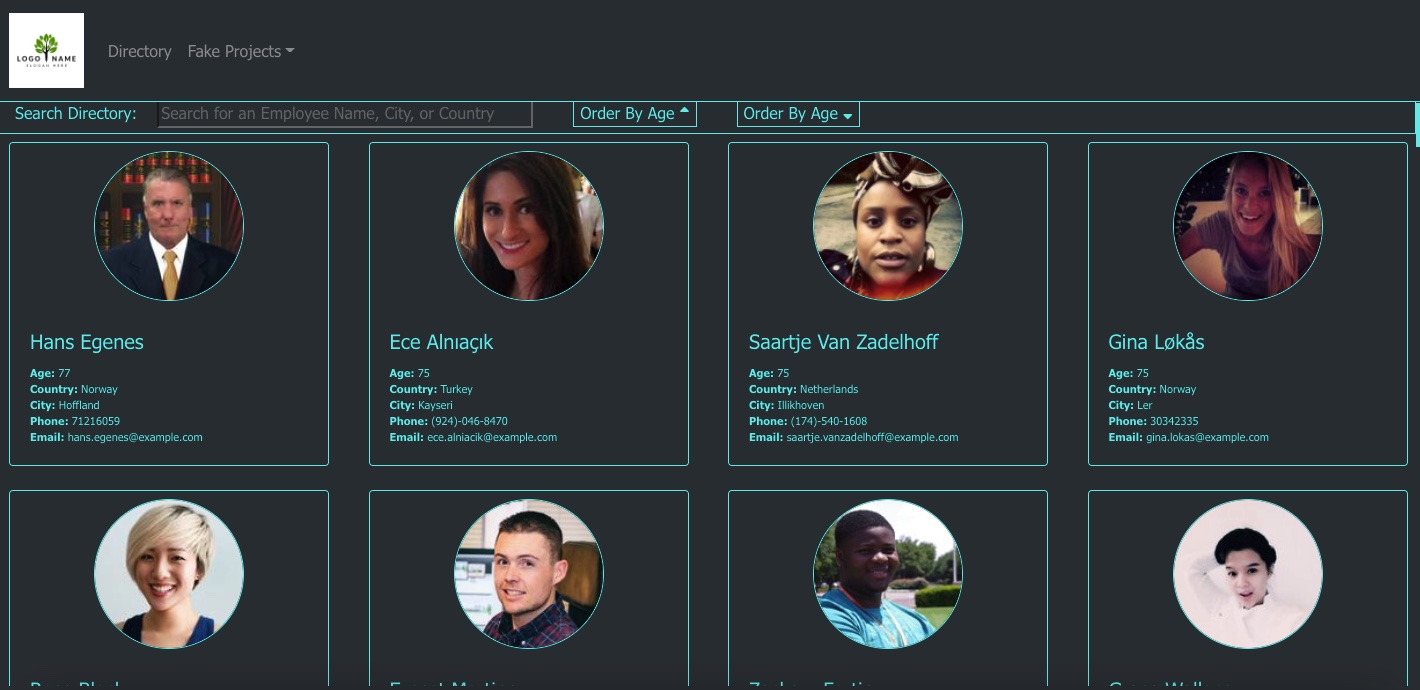 LOGO NAME
SLOGAN HERE
Directory Fake Projects
Search Directory: Search for an Employee Name, City, or Country Order By Age Order By Age
Hans Egenes
Age: 77
Country: Norway
City: Hoffland
Phone: 71216059
Email: hans.egenes@example.com
Ece Alnıaçık
Age: 75
Country: Turkey
City: Kayseri
Phone: (924)-046-8470
Email: ece.alniacik@example.com
Saartje Van Zadelhoff
Age: 75
Country: Netherlands
City: Illikhoven
Phone: (174)-540-1608
Email: saartje.vanzadelhoff@example.com
Gina Løkås
Age: 75
Country: Norway
City: Ler
Phone: 30342335
Email: gina.lokas@example.com